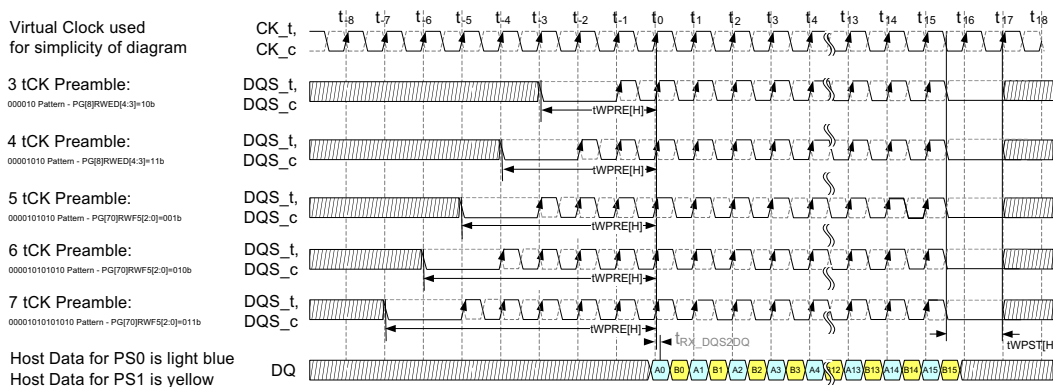 t-8 t-7 t-6 t-5 t-4 t-3 t-2 t-1 t0 t1 t2 t3 t4 t13 t14 t15 t16 t17 t18
Virtual Clock used
for simplicity of diagram
CK_t,
CK_c
3 tCK Preamble:
000010 Pattern - PG[8]RWED[4:3]=10b
DQS_t,
DQS_c
tWPRE[H]
4 tCK Preamble:
00001010 Pattern - PG[8]RWED[4:3]=11b
DQS_t,
DQS_c
tWPRE[H]
5 tCK Preamble:
0000101010 Pattern - PG[70]RWF5[2:0]=001b
DQS_t,
DQS_c
tWPRE[H]
6 tCK Preamble:
000010101010 Pattern - PG[70]RWF5[2:0]=010b
DQS_t,
DQS_c
tWPRE[H]
7 tCK Preamble:
00001010101010 Pattern - PG[70]RWF5[2:0]=011b
DQS_t,
DQS_c
tWPRE[H]
tRX_DQS2DQ
tWPST[H
Host Data for PS0 is light blue
Host Data for PS1 is yellow
DQ
A0 B0 A1 B1 A2 B2 A3 B3 A4 B12 A13 B13 A14 B14 A15 B15